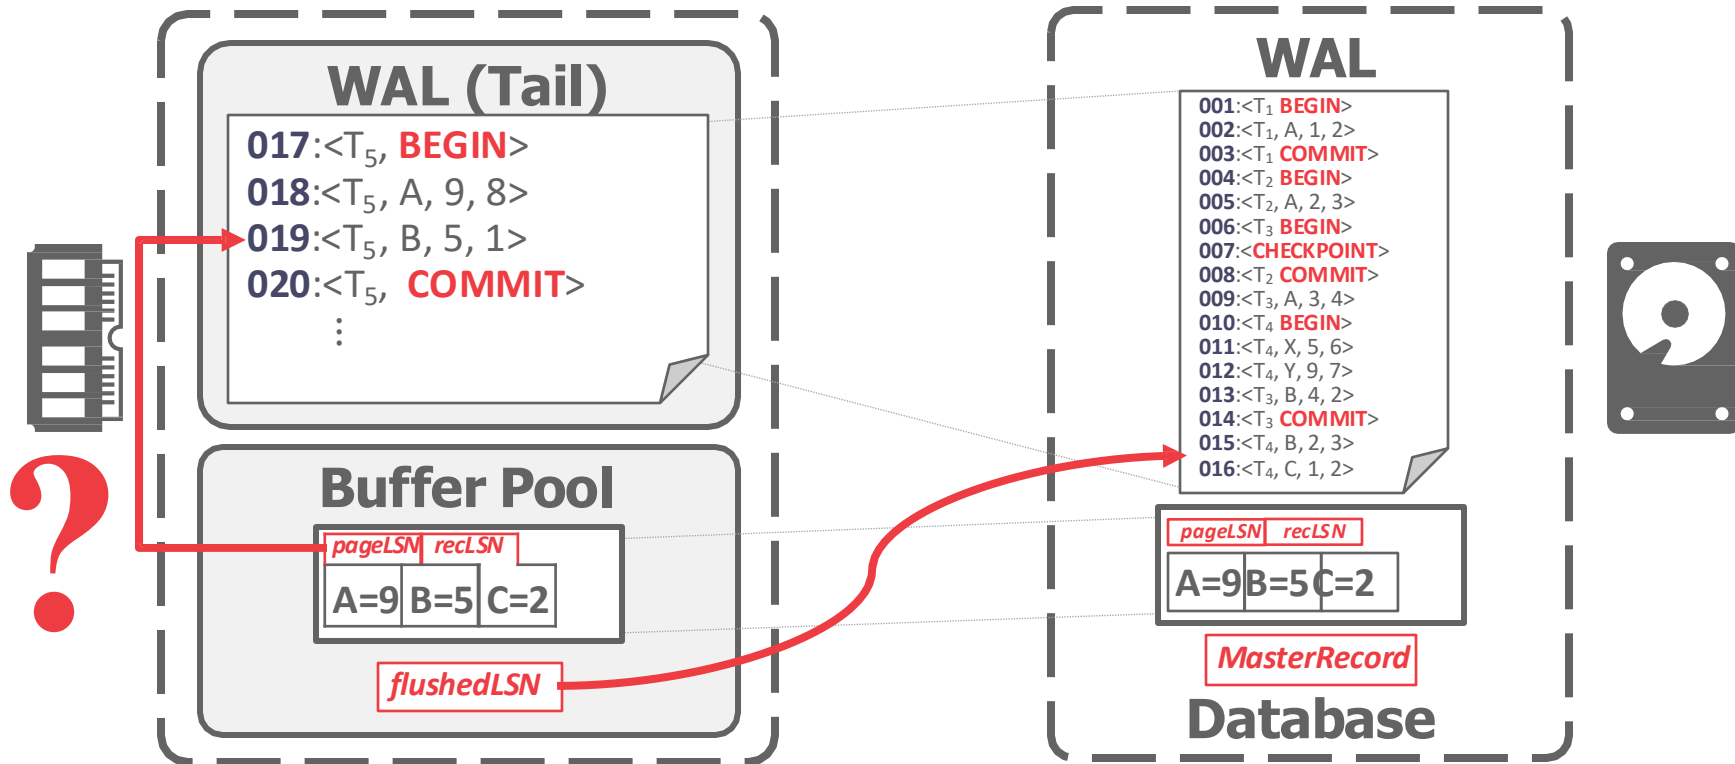 WAL (Tail)
017:<T5, BEGIN>
018:<T5, A, 9, 8>
019:<T5, B, 5, 1>
020:<T5, COMMIT>
⋮
?
Buffer Pool
pageLSN recLSN
A=9 B=5 C=2
flushedLSN
WAL
001:<T1 BEGIN>
002:<T1, A, 1, 2>
003:<T1 COMMIT>
004:<T2 BEGIN>
005:<T2, A, 2, 3>
006:<T3 BEGIN>
007:<CHECKPOINT>
008:<T2 COMMIT>
009:<T3, A, 3, 4>
010:<T4 BEGIN>
011:<T4, X, 5, 6>
012:<T4, Y, 9, 7>
013:<T3, B, 4, 2>
014:<T3 COMMIT>
015:<T4, B, 2, 3>
016:<T4, C, 1, 2>
pageLSN recLSN
A=9 B=5 C=2
MasterRecord
Database